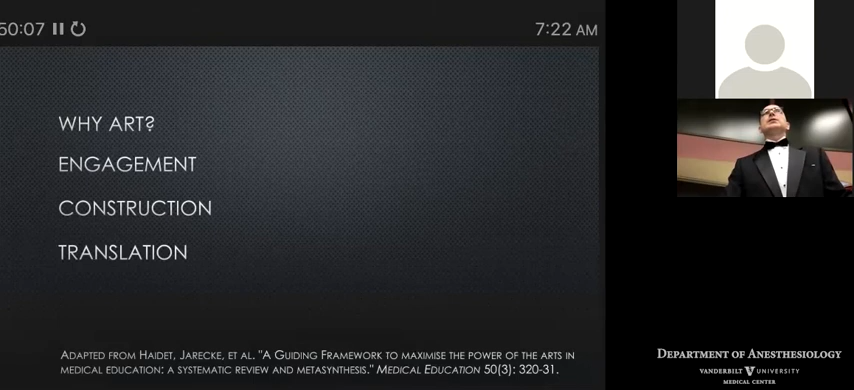 50:07
7:22 AM
WHY ART?
ENGAGEMENT
CONSTRUCTION
TRANSLATION
ADAPTED FROM HAIDET, JARECKE, ET AL. "A GUIDING FRAMEWORK TO MAXIMISE THE POWER OF THE ARTS IN
MEDICAL EDUCATION: A SYSTEMATIC REVIEW AND METASYNTHESIS." MEDICAL EDUCATION 50(3): 320-31.
DEPARTMENT OF ANESTHESIOLOGY
VANDERBILT V UNIVERSITY
MEDICAL CENTER